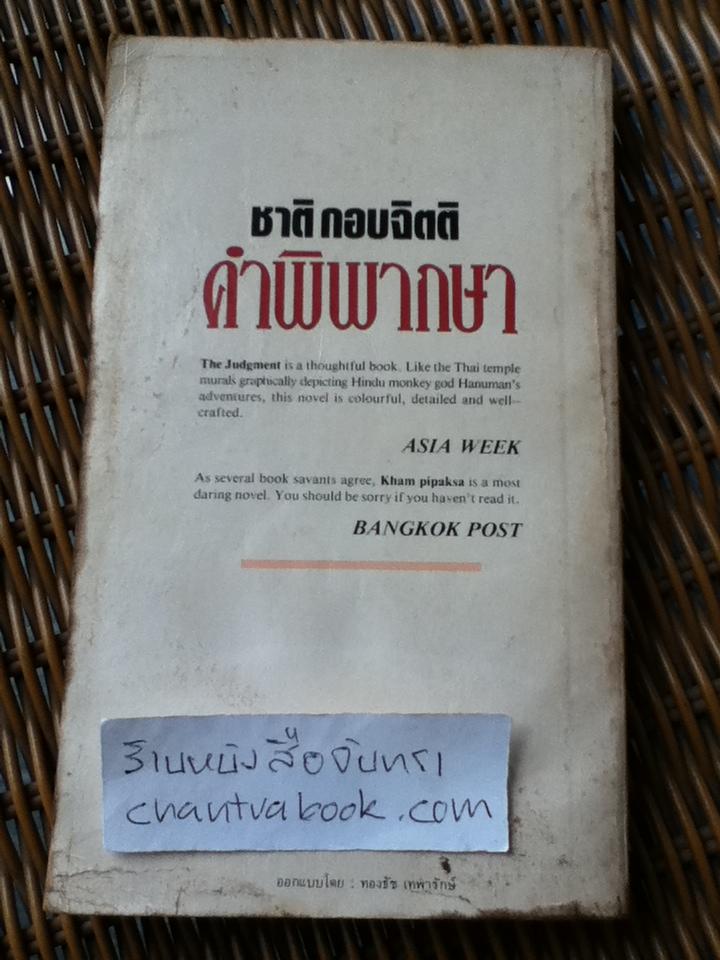 ชาติ กอบจิตติ
คำพิพากษา
The Judgment is a thoughtful book. Like the Thai temple
murals graphically depicting Hindu monkey god Hanuman's
adventures, this novel is colourful, detailed and well-
crafted.
ASIA WEEK
As several book savants agree, Kham pipaksa is a most
daring novel. You should be sorry if you haven't read it.
BANGKOK POST
ร้านหนังสือจันทรา
chantrabook.com
ออกแบบโดย : ทองธัช เทพารักษ์